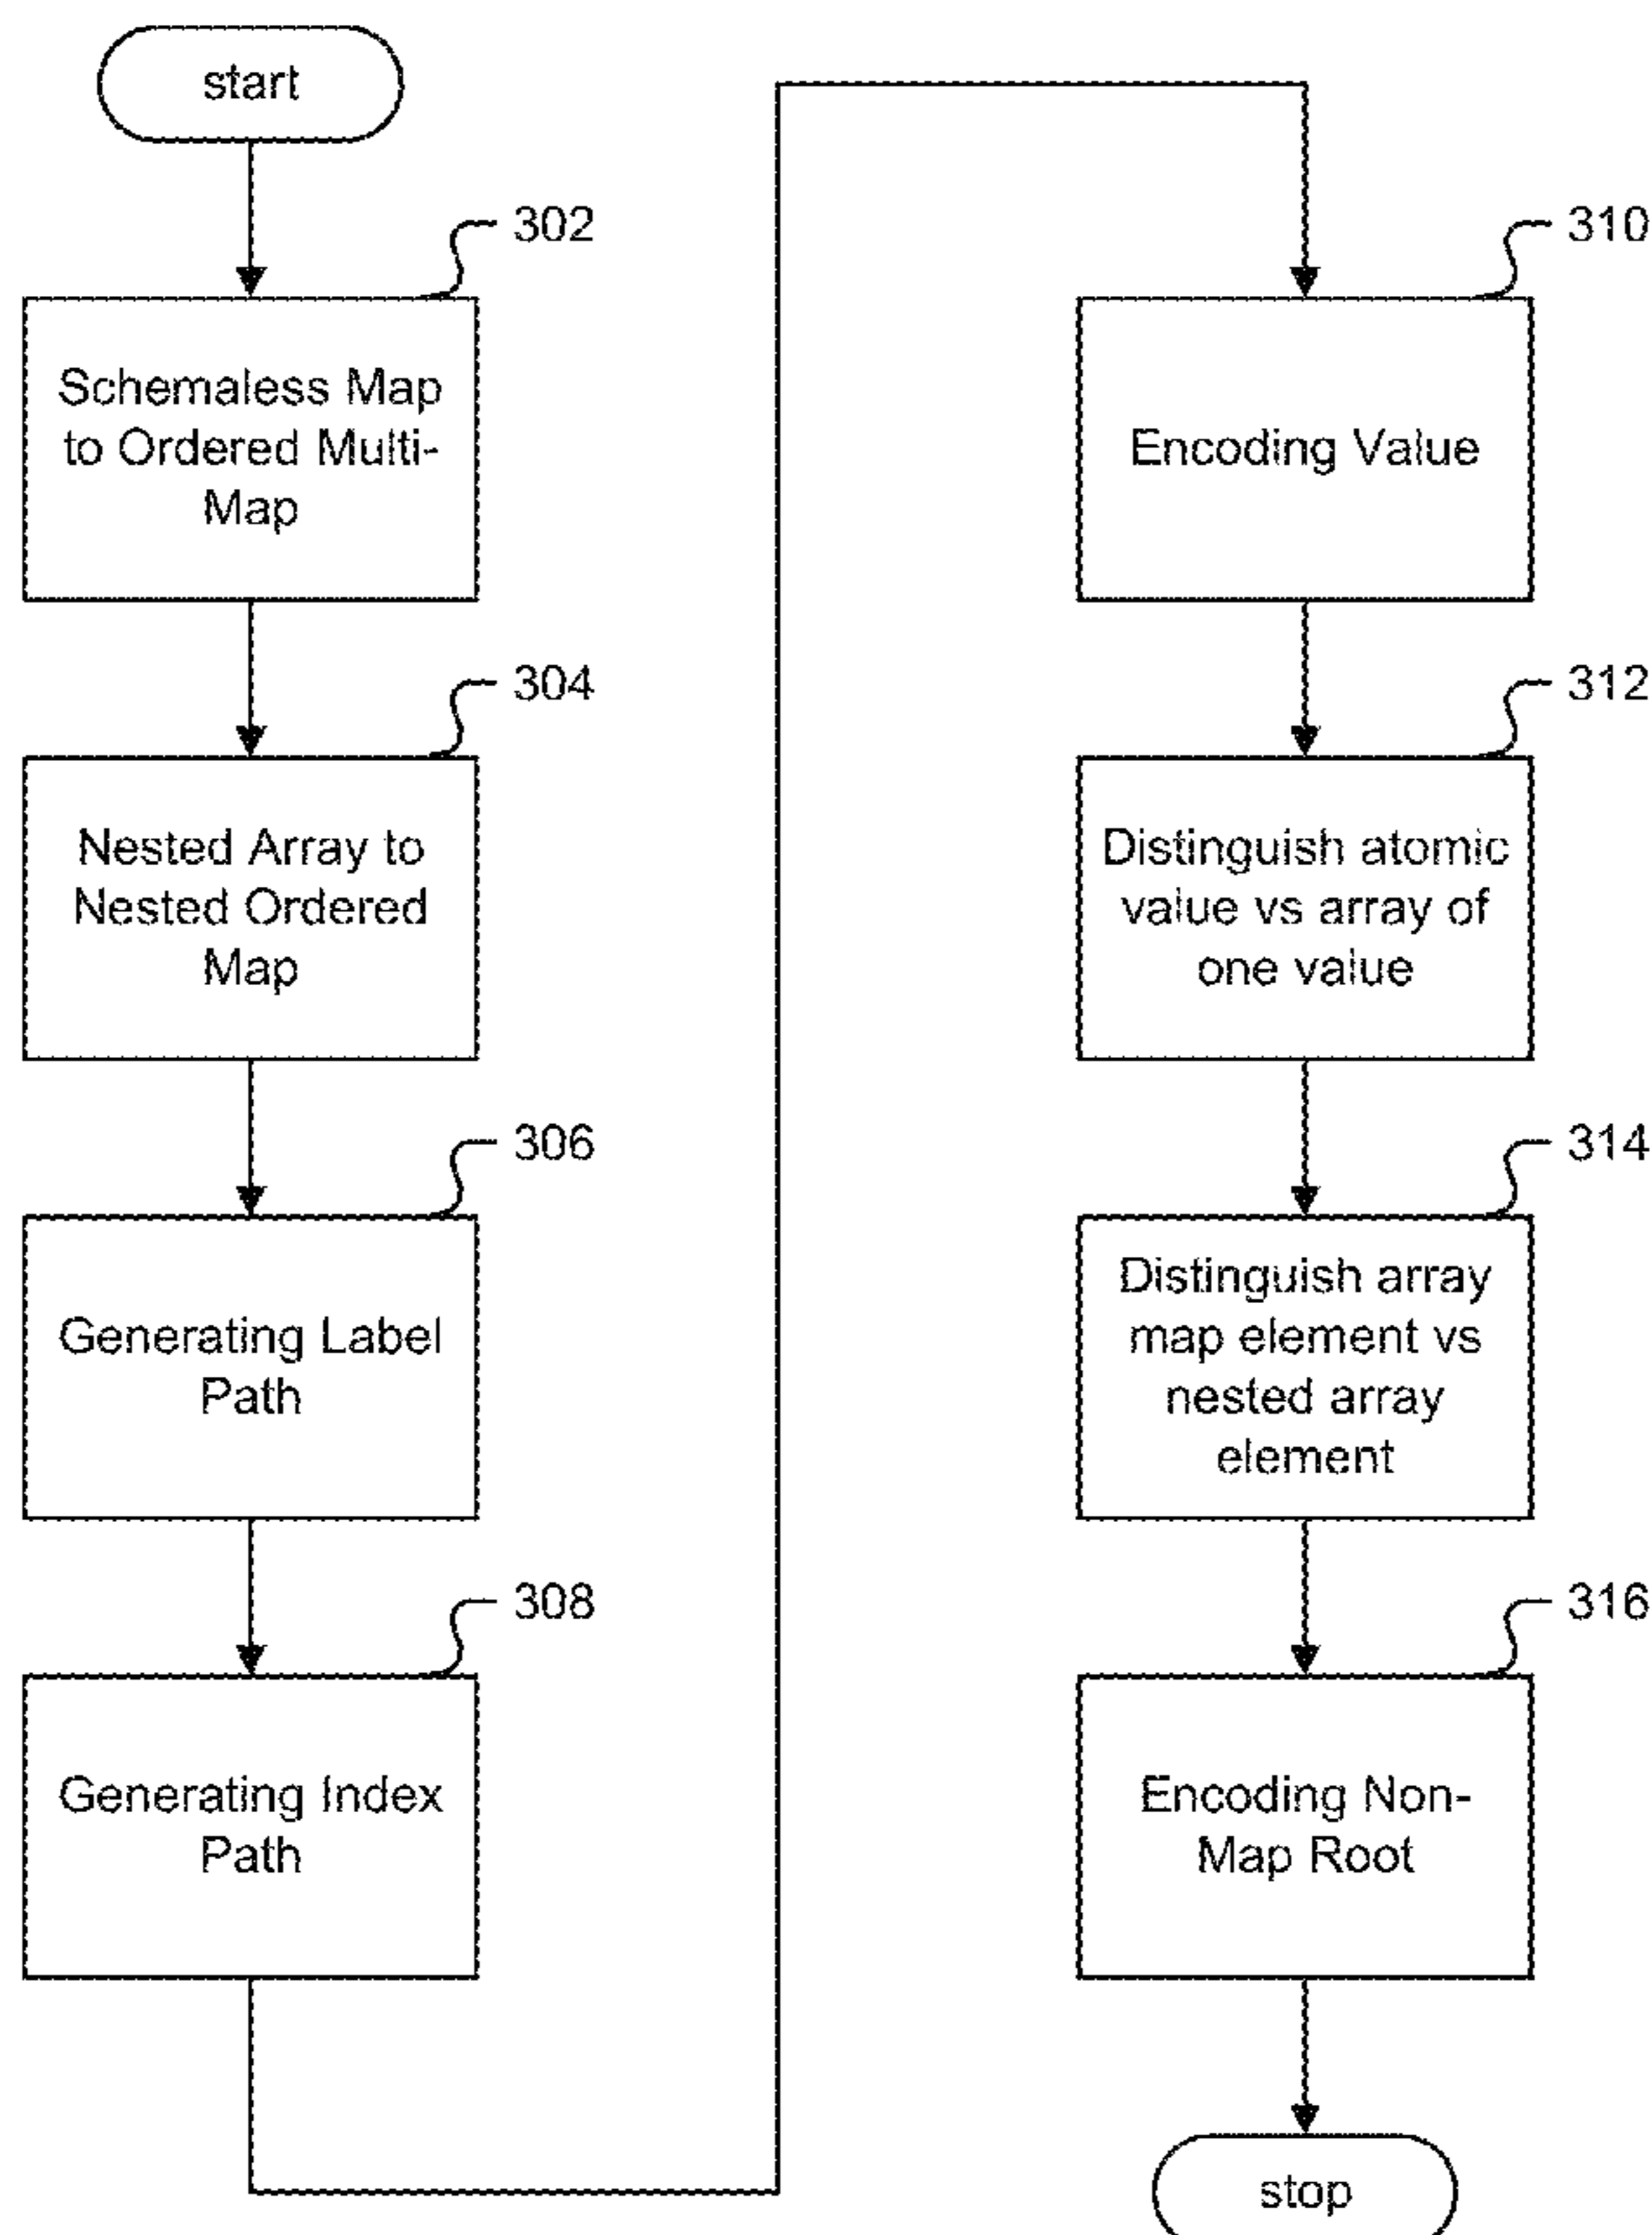 start
302
Schemaless Map
to Ordered Multi-
Map
304
Nested Array to
Nested Ordered
Map
306
Generating Label
Path
308
Generating Index
Path
310
Encoding Value
312
Distinguish atomic
value vs array of
one value
314
Distinguish array
map element vs
nested array
element
316
Encoding Non-
Map Root
stop